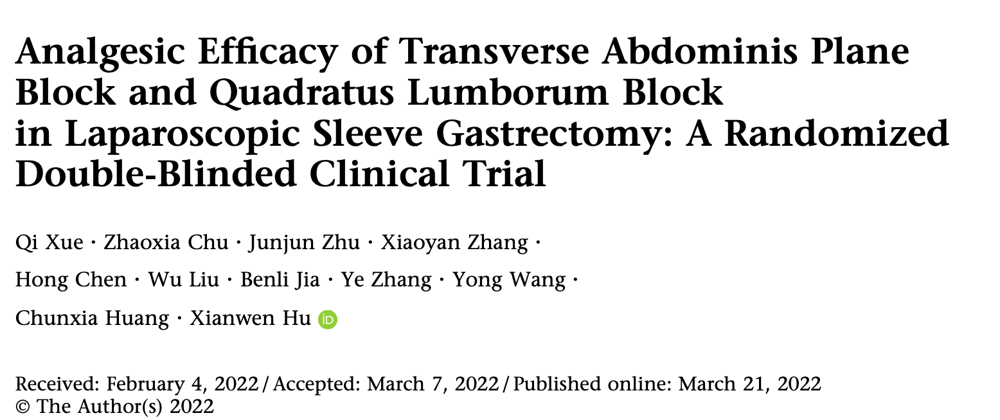 Analgesic Efficacy of Transverse Abdominis Plane
Block and Quadratus Lumborum Block
in Laparoscopic Sleeve Gastrectomy: A Randomized
Double-Blinded Clinical Trial
Qi Xue · Zhaoxia Chu · Junjun Zhu · Xiaoyan Zhang ·
Hong Chen · Wu Liu · Benli Jia · Ye Zhang · Yong Wang ·
Chunxia Huang · Xianwen Hu iD
Received: February 4, 2022 / Accepted: March 7, 2022 / Published online: March 21, 2022
© The Author(s) 2022